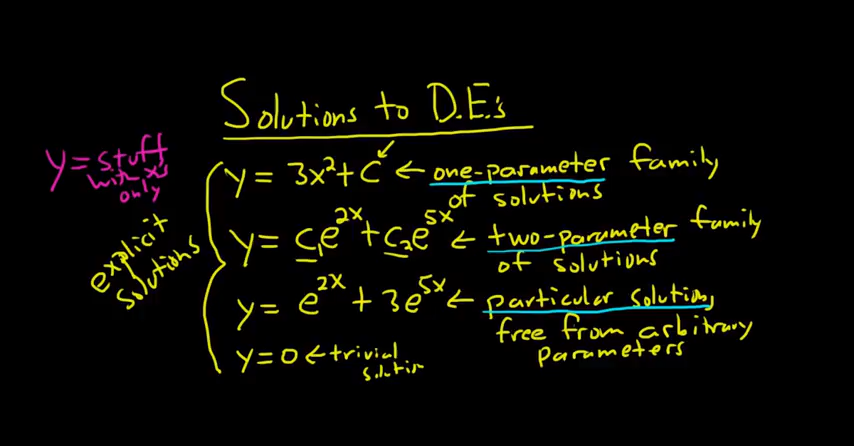 Solutions to D.E.'s
y = stuff
with x's
only
explicit
solutions
y = 3x² + C ← one-parameter family
of solutions
y = c₁e^2x + c₂e^5x ← two-parameter family
of solutions
y = e^2x + 3e^5x ← particular solution,
free from arbitrary
parameters
y = 0 ← trivial
solution